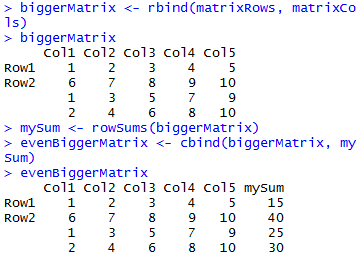 > biggerMatrix <- rbind(matrixRows, matrixCo
ls)
> biggerMatrix
     Col1 Col2 Col3 Col4 Col5
Row1    1    2    3    4    5
Row2    6    7    8    9   10
        1    3    5    7    9
        2    4    6    8   10
> mySum <- rowSums(biggerMatrix)
> evenBiggerMatrix <- cbind(biggerMatrix, my
Sum)
> evenBiggerMatrix
     Col1 Col2 Col3 Col4 Col5 mySum
Row1    1    2    3    4    5    15
Row2    6    7    8    9   10    40
        1    3    5    7    9    25
        2    4    6    8   10    30